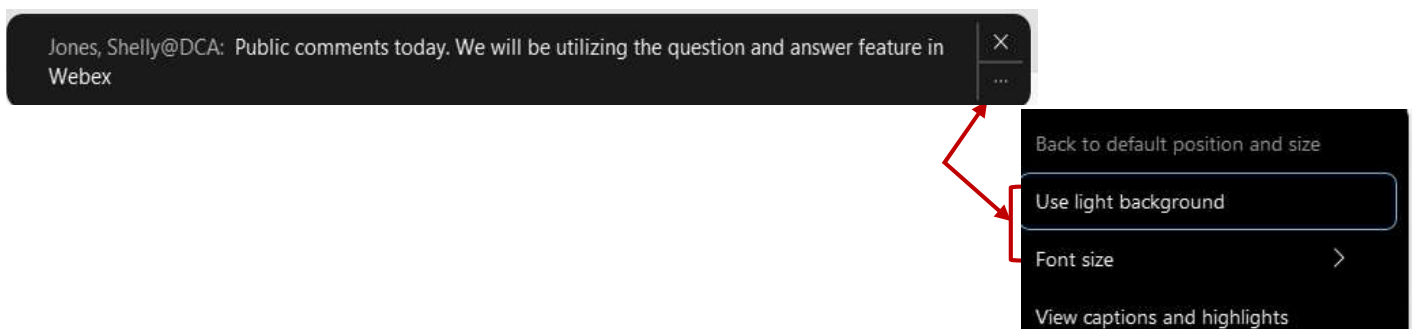 Jones, Shelly@DCA: Public comments today. We will be utilizing the question and answer feature in
Webex
Back to default position and size
Use light background
Font size
View captions and highlights